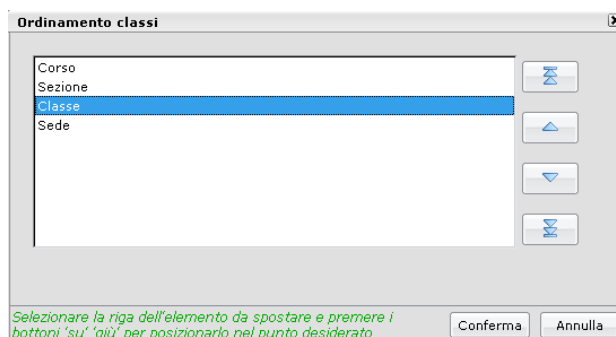 Ordinamento classi
Corso
Sezione
Classe
Sede
Selezionare la riga dell'elemento da spostare e premere i
bottoni 'su' 'giù' per posizionarlo nel punto desiderato
Conferma
Annulla